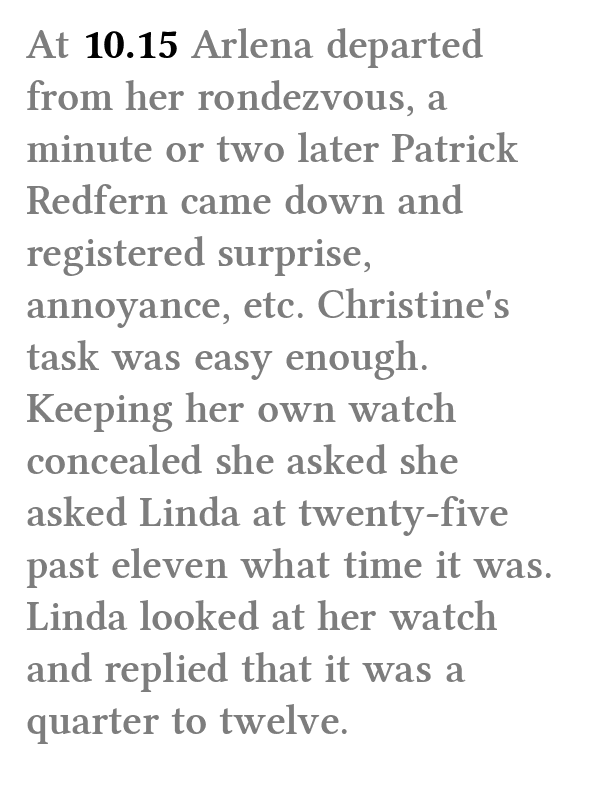 At 10.15 Arlena departed
from her rondezvous, a
minute or two later Patrick
Redfern came down and
registered surprise,
annoyance, etc. Christine's
task was easy enough.
Keeping her own watch
concealed she asked she
asked Linda at twenty-five
past eleven what time it was.
Linda looked at her watch
and replied that it was a
quarter to twelve.